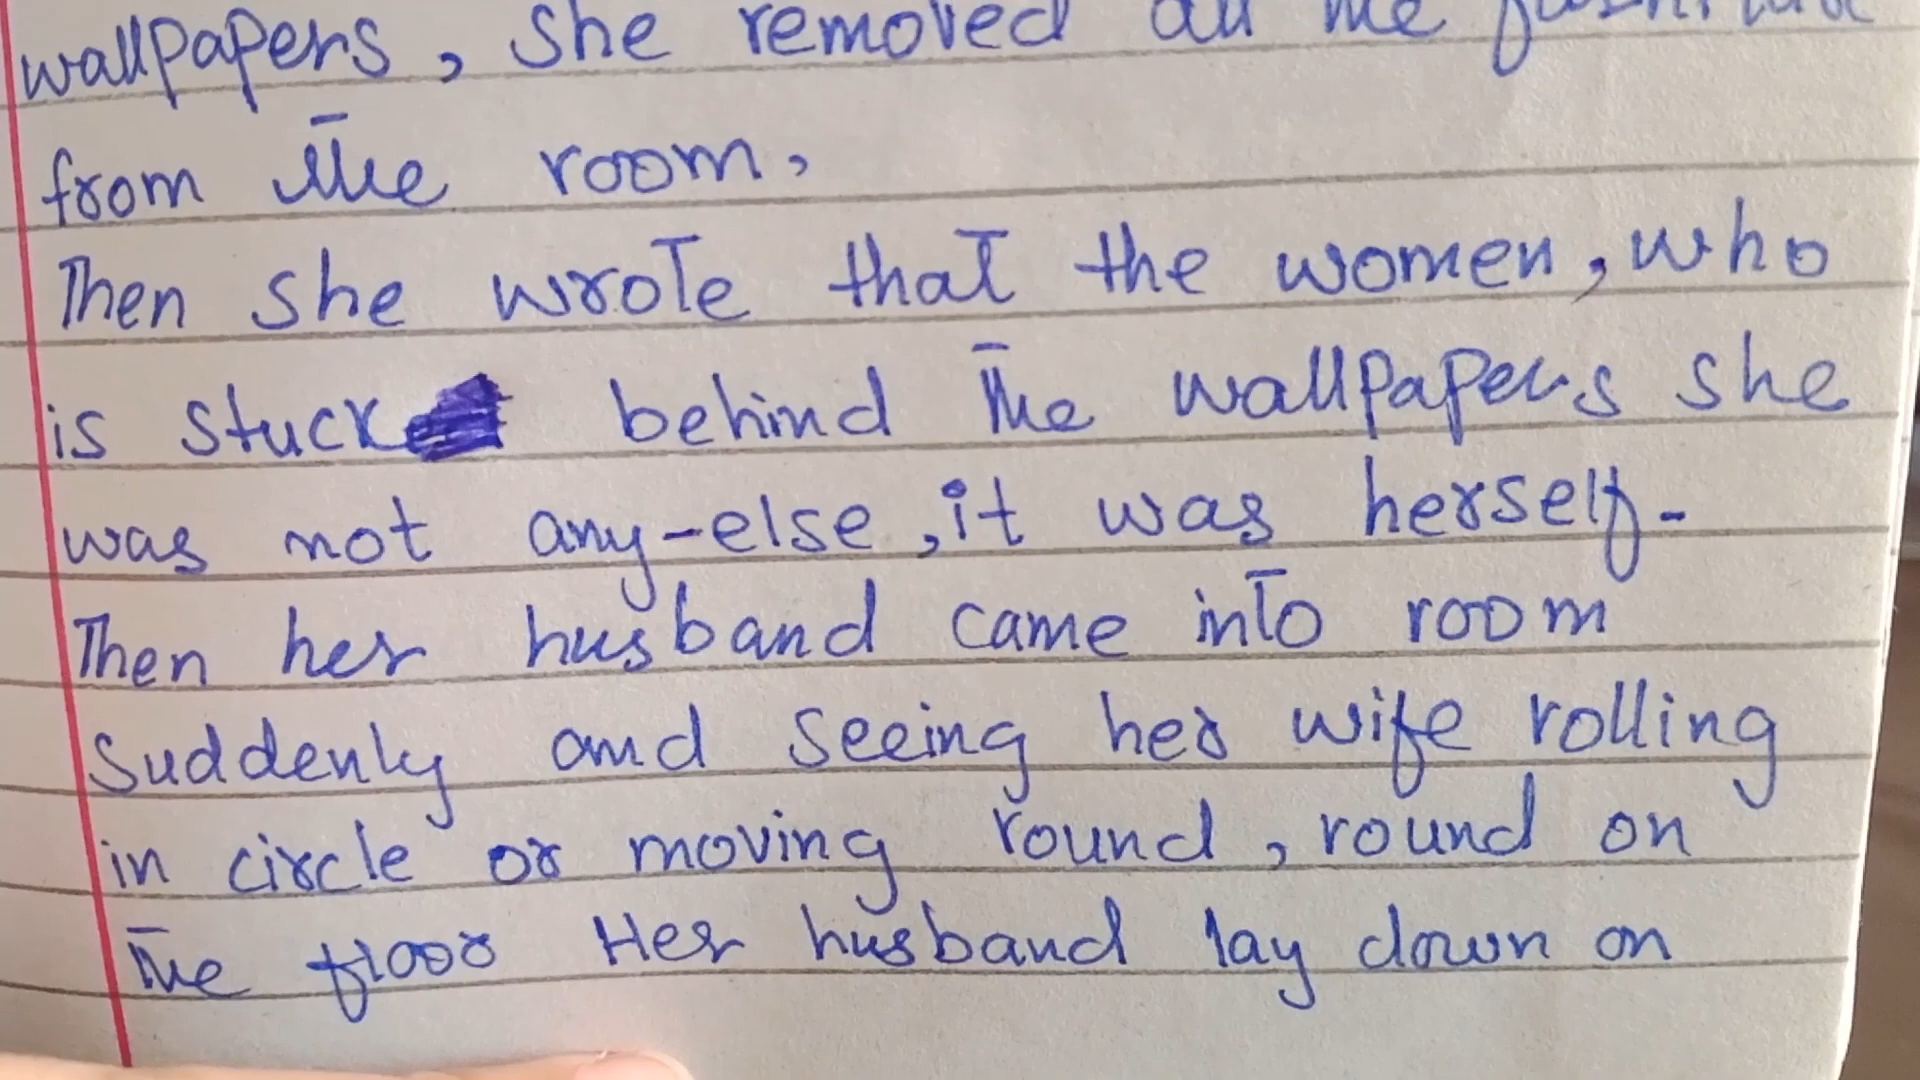 wallpapers, she removed all the
from the room,
Then she wrote that the women, who
is stuck behind the wallpapers she
was not any-else, it was herself-
Then her husband came into room
Suddenly and seeing her wife rolling
in circle or moving round, round on
the floor Her husband lay down on